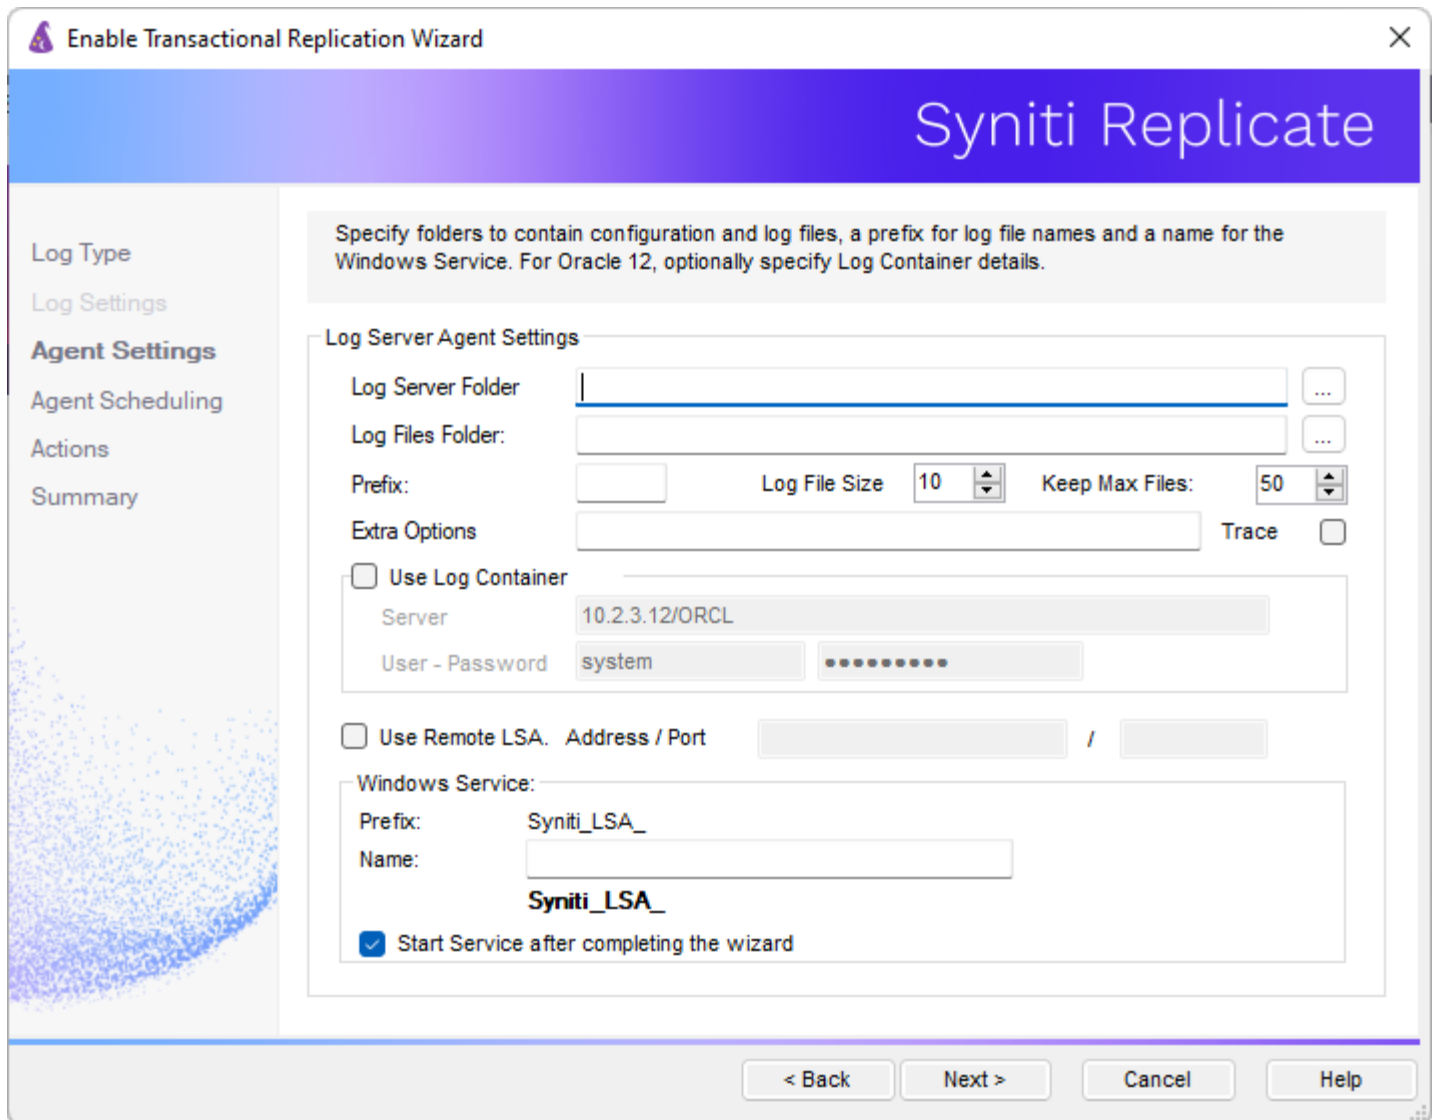 Enable Transactional Replication Wizard
Syniti Replicate
Log Type
Log Settings
Agent Settings
Agent Scheduling
Actions
Summary
Specify folders to contain configuration and log files, a prefix for log file names and a name for the
Windows Service. For Oracle 12, optionally specify Log Container details.
Log Server Agent Settings
Log Server Folder
...
Log Files Folder:
...
Prefix:
Log File Size 10
Keep Max Files: 50
Extra Options
Trace
Use Log Container
Server 10.2.3.12/ORCL
User - Password system •••••••••
Use Remote LSA. Address / Port /
Windows Service:
Prefix: Syniti_LSA_
Name:
Syniti_LSA_
Start Service after completing the wizard
< Back Next > Cancel Help